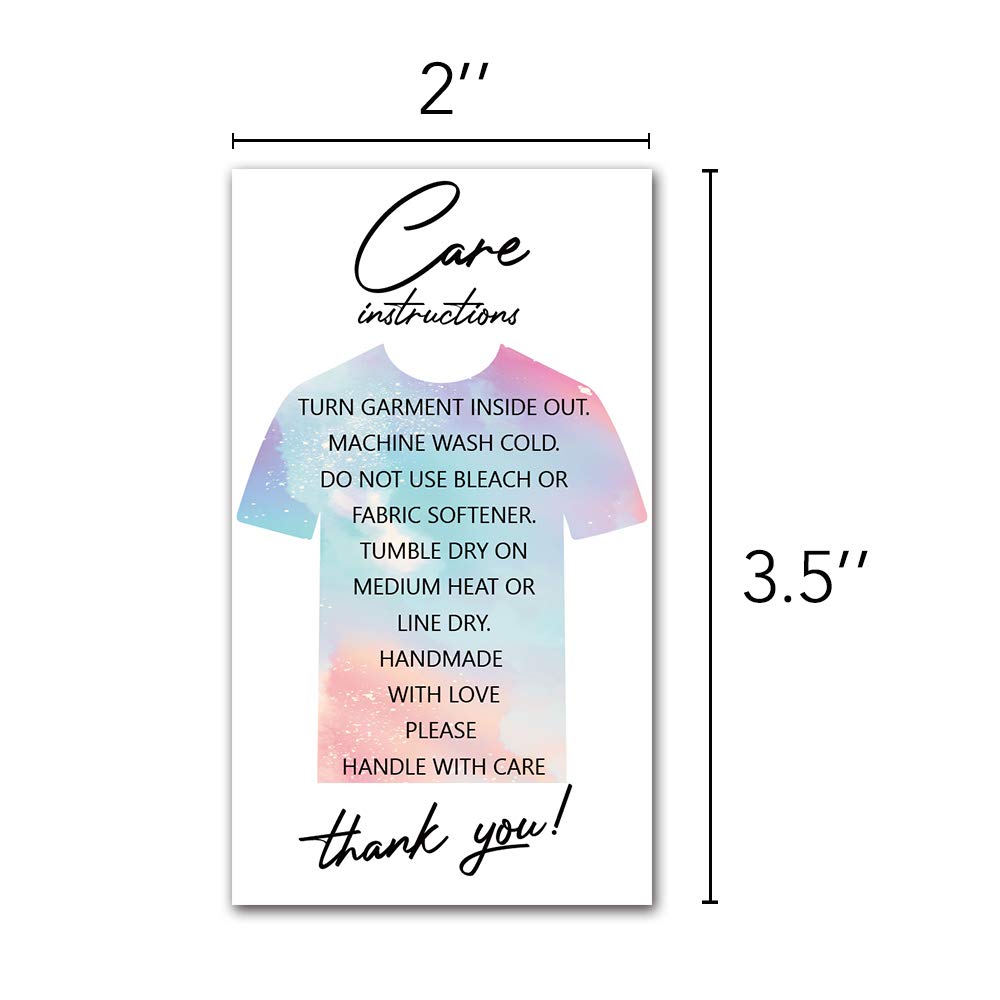 2’’
Care
instructions
TURN GARMENT INSIDE OUT.
MACHINE WASH COLD.
DO NOT USE BLEACH OR
FABRIC SOFTENER.
TUMBLE DRY ON
MEDIUM HEAT OR
LINE DRY.
HANDMADE
WITH LOVE
PLEASE
HANDLE WITH CARE
thank you!
3.5’’